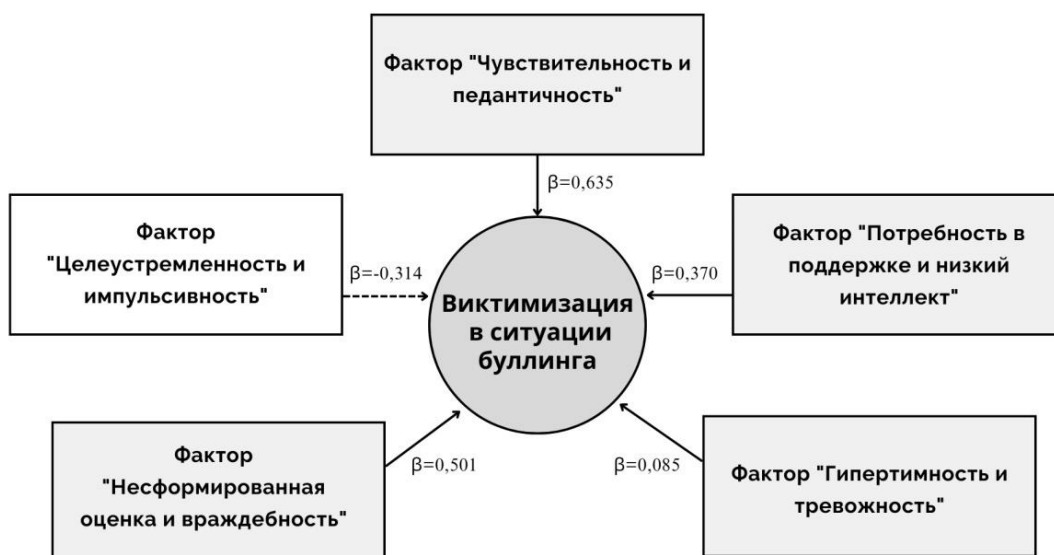 Фактор "Чувствительность и
педантичность"
β=0,635
Фактор
"Целеустремленность и
импульсивность"
β=-0,314
Фактор "Потребность в
поддержке и низкий
интеллект"
β=0,370
Виктимизация
в ситуации
буллинга
Фактор
"Несформированная
оценка и враждебность"
β=0,501
Фактор "Гипертимность и
тревожность"
β=0,085